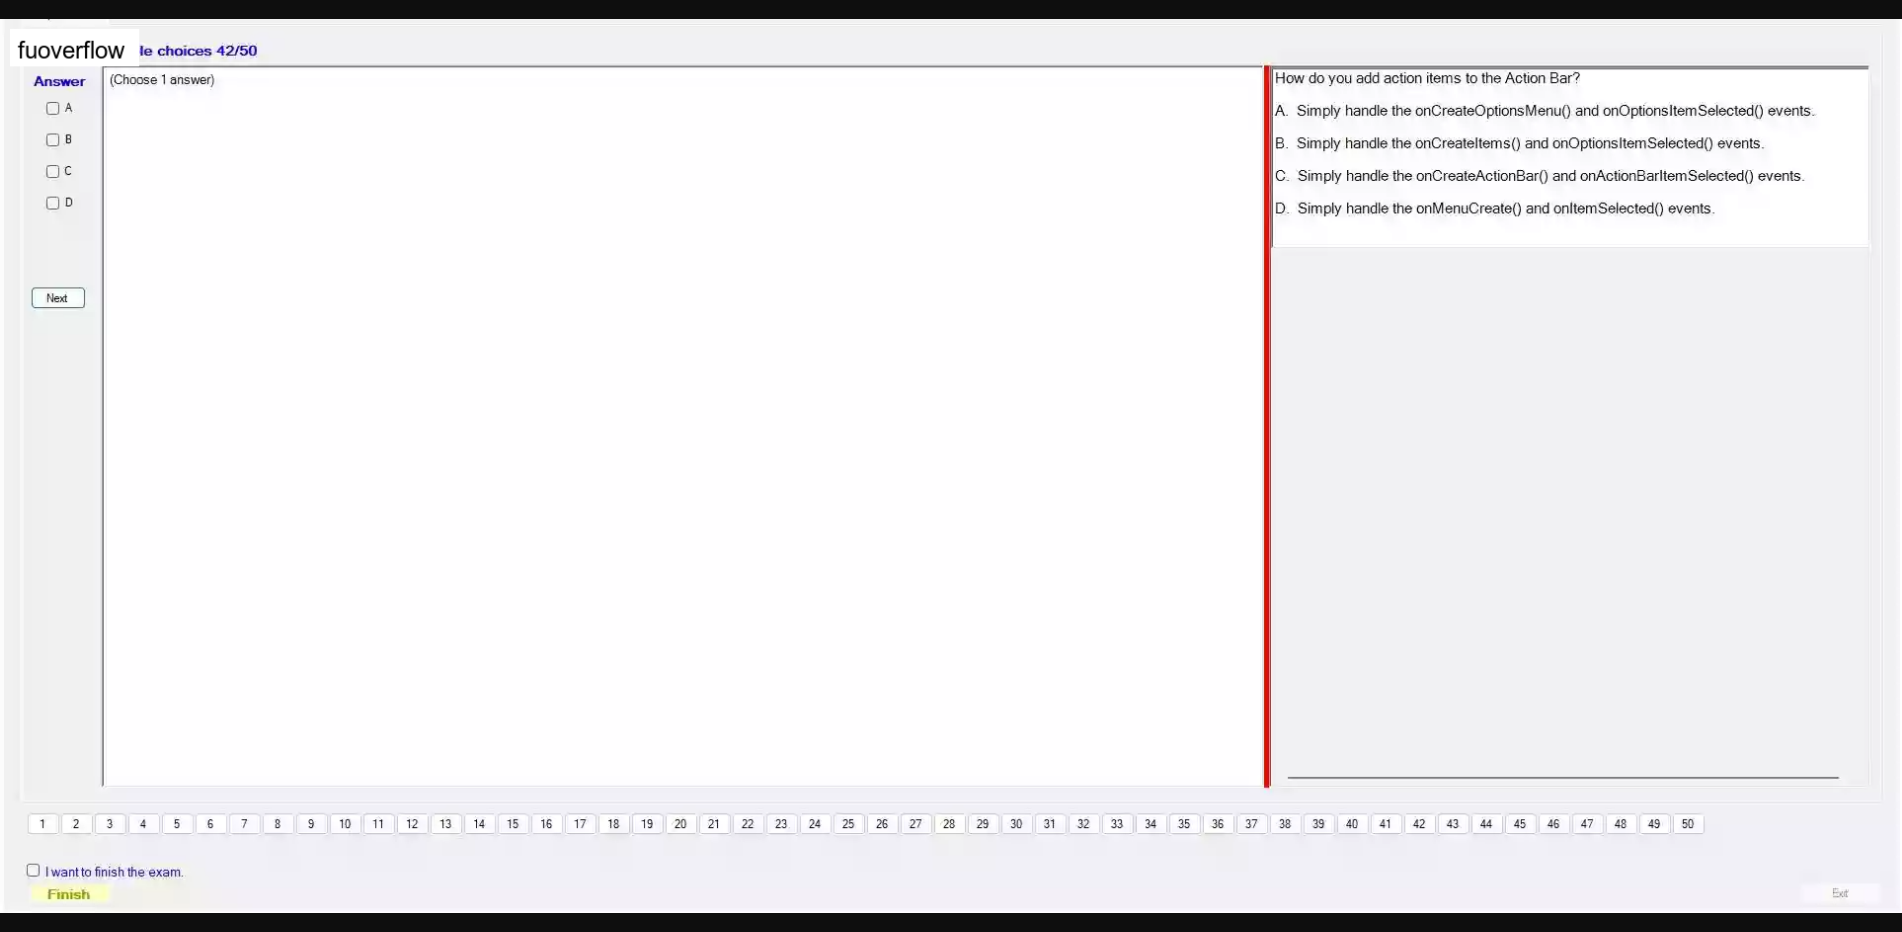 fuoverflow le choices 42/50
Answer
(Choose 1 answer)
A
B
C
D
Next
How do you add action items to the Action Bar?
A. Simply handle the onCreateOptionsMenu() and onOptionsItemSelected() events.
B. Simply handle the onCreateItems() and onOptionsItemSelected() events.
C. Simply handle the onCreateActionBar() and onActionBarItemSelected() events.
D. Simply handle the onMenuCreate() and onItemSelected() events.
1 2 3 4 5 6 7 8 9 10 11 12 13 14 15 16 17 18 19 20 21 22 23 24 25 26 27 28 29 30 31 32 33 34 35 36 37 38 39 40 41 42 43 44 45 46 47 48 49 50
I want to finish the exam.
Finish
Exit